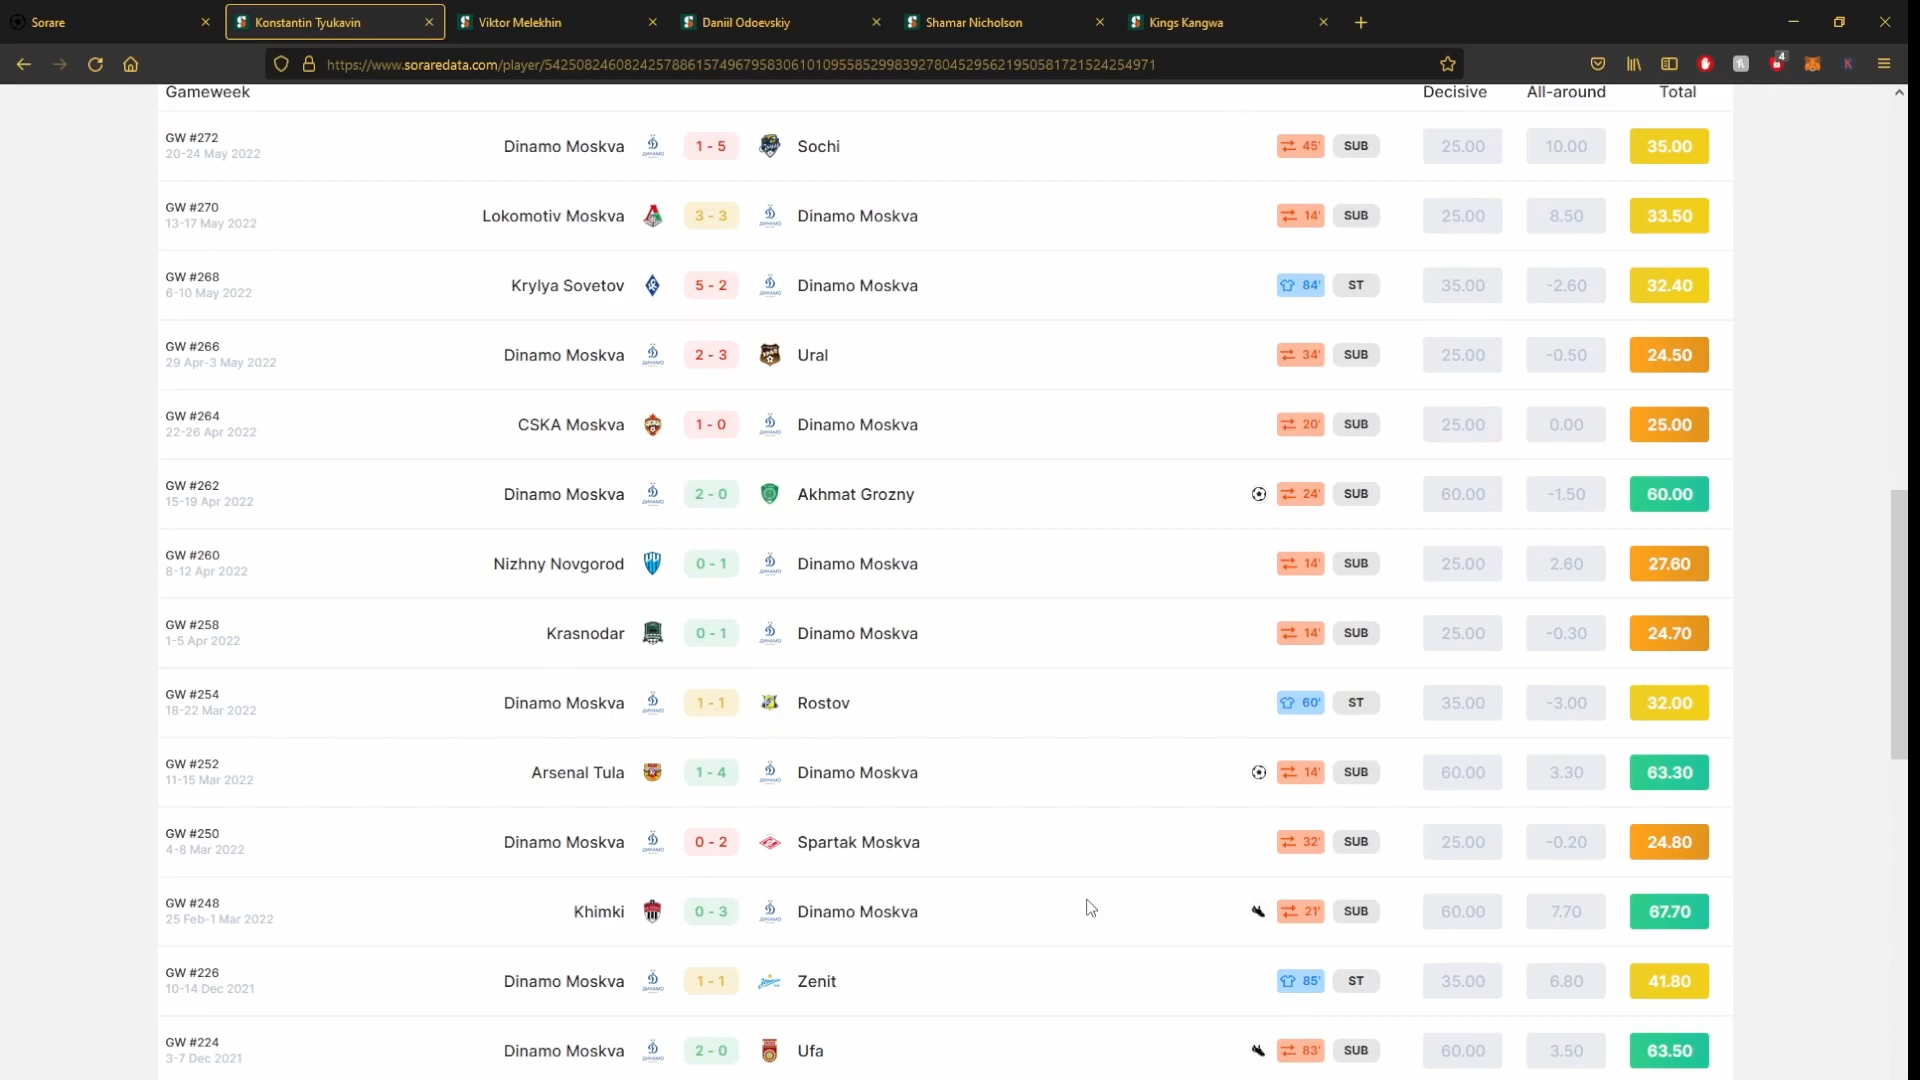 Sorare
Konstantin Tyukavin
Viktor Melekhin
Daniil Odoevskiy
Shamar Nicholson
Kings Kangwa
https://www.soraredata.com/player/54250824608242578861574967958306101095585299839278045295621950581721524254971
4
Gameweek Decisive All-around Total
GW #272
20-24 May 2022
Dinamo Moskva 1 - 5 Sochi 45' SUB 25.00 10.00 35.00
GW #270
13-17 May 2022
Lokomotiv Moskva 3 - 3 Dinamo Moskva 14' SUB 25.00 8.50 33.50
GW #268
6-10 May 2022
Krylya Sovetov 5 - 2 Dinamo Moskva 84' ST 35.00 -2.60 32.40
GW #266
29 Apr-3 May 2022
Dinamo Moskva 2 - 3 Ural 34' SUB 25.00 -0.50 24.50
GW #264
22-26 Apr 2022
CSKA Moskva 1 - 0 Dinamo Moskva 20' SUB 25.00 0.00 25.00
GW #262
15-19 Apr 2022
Dinamo Moskva 2 - 0 Akhmat Grozny 24' SUB 60.00 -1.50 60.00
GW #260
8-12 Apr 2022
Nizhny Novgorod 0 - 1 Dinamo Moskva 14' SUB 25.00 2.60 27.60
GW #258
1-5 Apr 2022
Krasnodar 0 - 1 Dinamo Moskva 14' SUB 25.00 -0.30 24.70
GW #254
18-22 Mar 2022
Dinamo Moskva 1 - 1 Rostov 60' ST 35.00 -3.00 32.00
GW #252
11-15 Mar 2022
Arsenal Tula 1 - 4 Dinamo Moskva 14' SUB 60.00 3.30 63.30
GW #250
4-8 Mar 2022
Dinamo Moskva 0 - 2 Spartak Moskva 32' SUB 25.00 -0.20 24.80
GW #248
25 Feb-1 Mar 2022
Khimki 0 - 3 Dinamo Moskva 21' SUB 60.00 7.70 67.70
GW #226
10-14 Dec 2021
Dinamo Moskva 1 - 1 Zenit 85' ST 35.00 6.80 41.80
GW #224
3-7 Dec 2021
Dinamo Moskva 2 - 0 Ufa 83' SUB 60.00 3.50 63.50